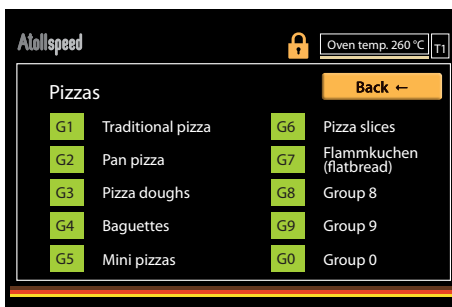 Atollspeed
Oven temp. 260 °C
T1
Pizzas
Back ←
G1 Traditional pizza
G2 Pan pizza
G3 Pizza doughs
G4 Baguettes
G5 Mini pizzas
G6 Pizza slices
G7 Flammkuchen
(flatbread)
G8 Group 8
G9 Group 9
G0 Group 0